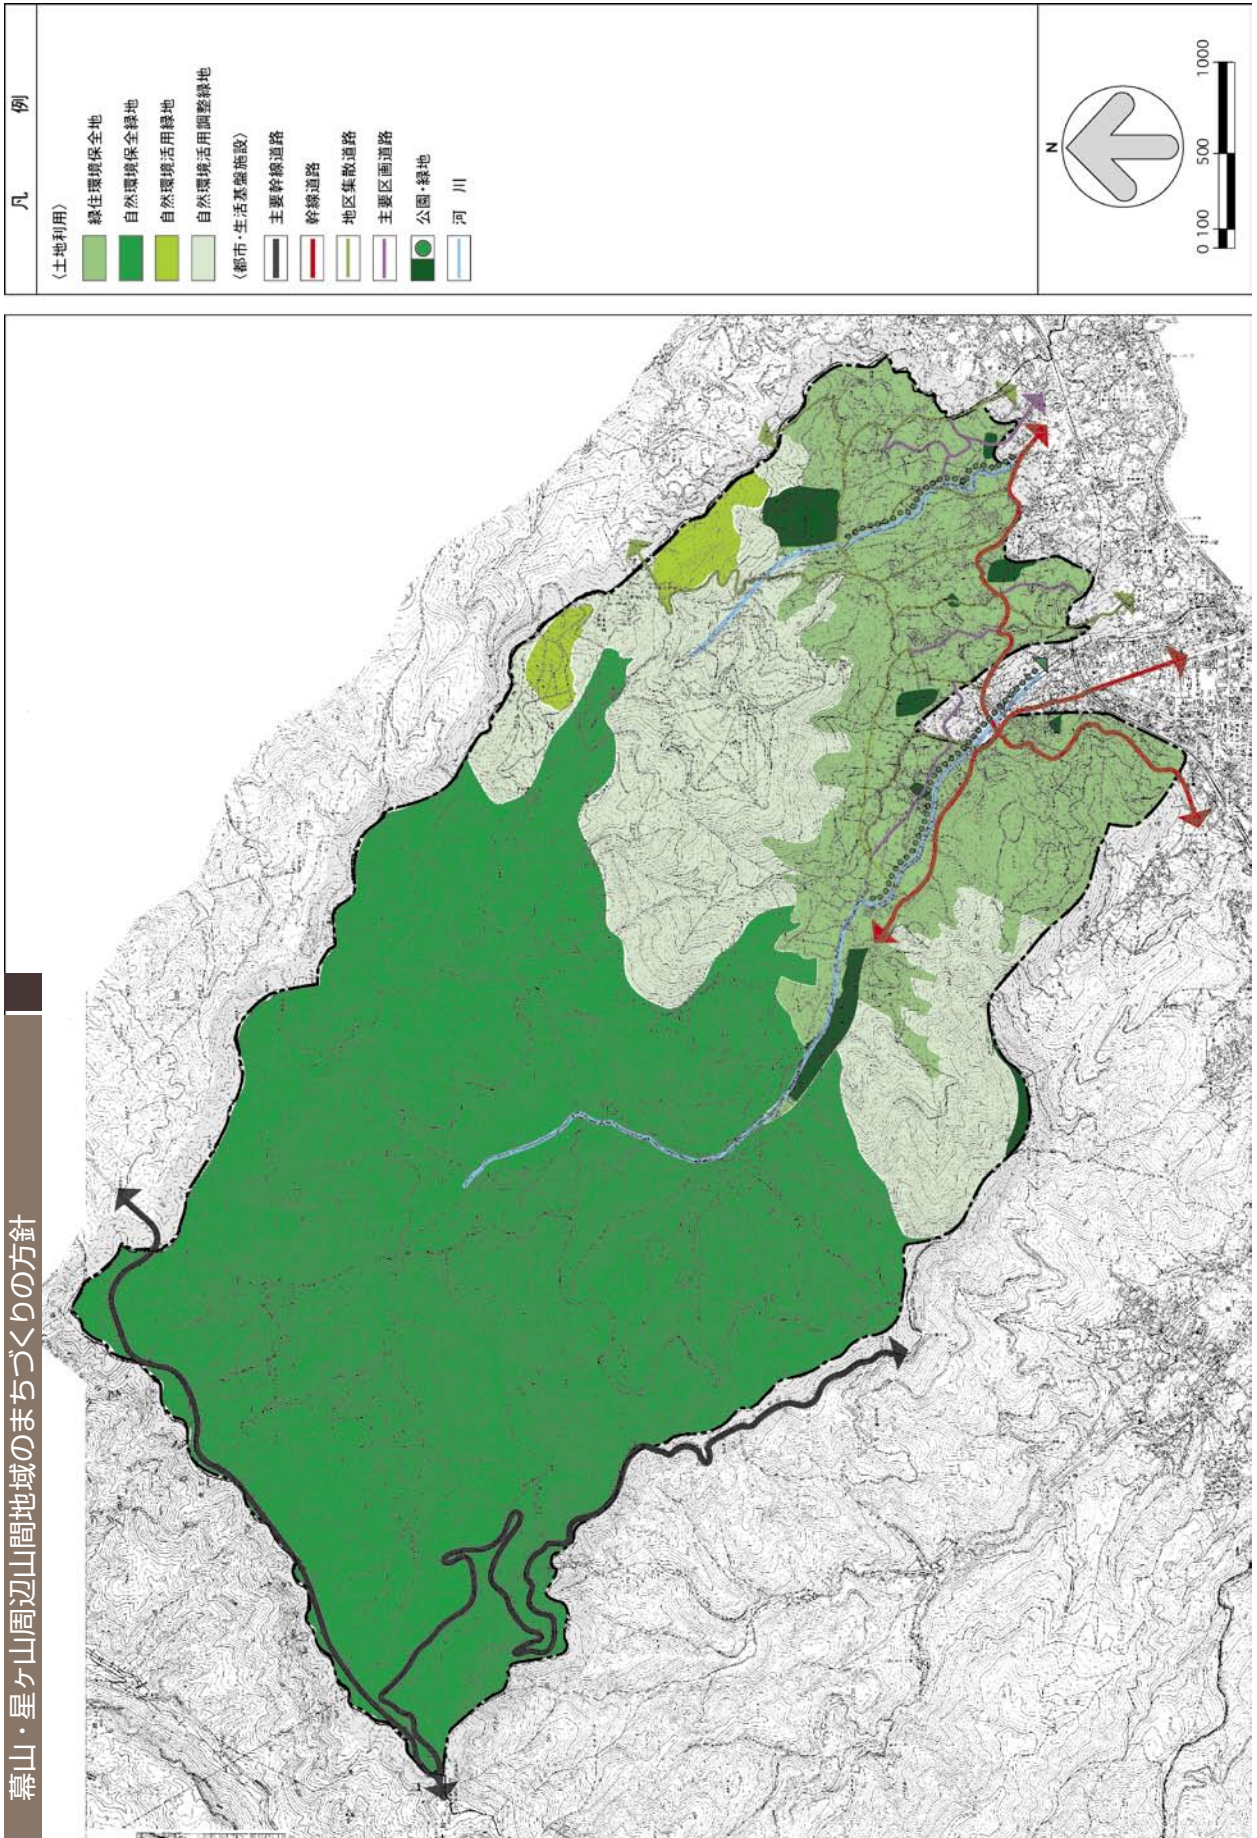 幕山・星ヶ山周辺山間地域のまちづくりの方針
凡 例
〈土地利用〉
緑住環境保全地
自然環境保全緑地
自然環境活用緑地
自然環境活用調整緑地
〈都市・生活基盤施設〉
主要幹線道路
幹線道路
地区集散道路
主要区画道路
公園・緑地
河 川
N
0 100 500 1000